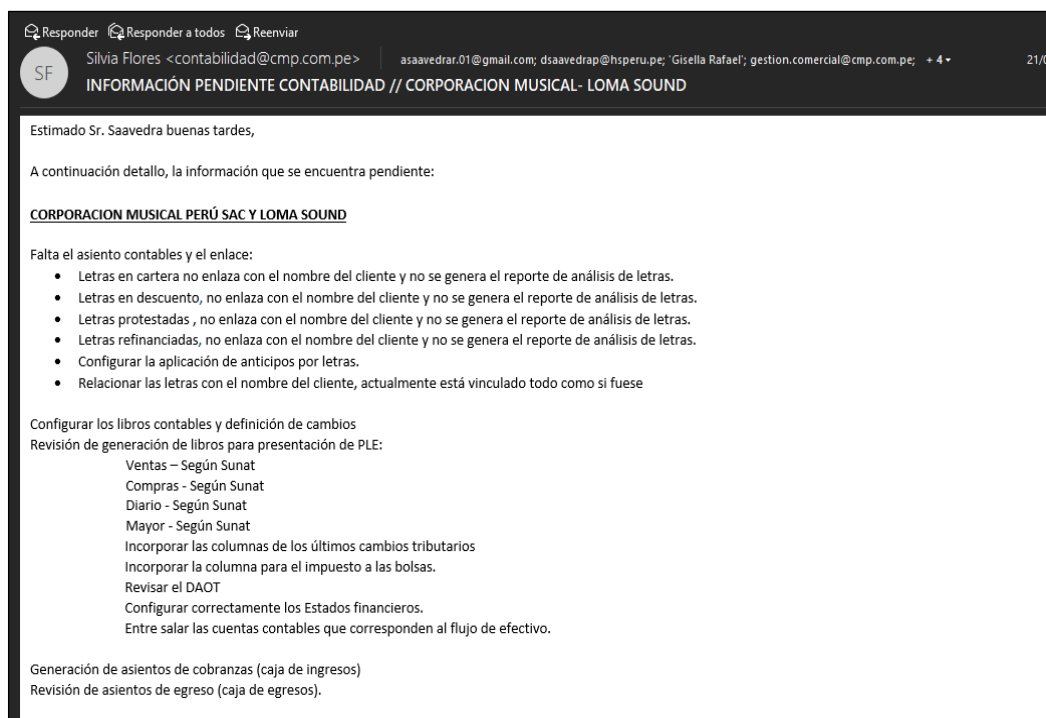 Responder Responder a todos Reenviar
SF
Silvia Flores <contabilidad@cmp.com.pe> asaavedrar.01@gmail.com; dsaavedrap@hsperu.pe; 'Gisella Rafael'; gestion.comercial@cmp.com.pe; + 4 21/0
INFORMACIÓN PENDIENTE CONTABILIDAD // CORPORACION MUSICAL- LOMA SOUND
Estimado Sr. Saavedra buenas tardes,
A continuación detallo, la información que se encuentra pendiente:
CORPORACION MUSICAL PERÚ SAC Y LOMA SOUND
Falta el asiento contables y el enlace:
• Letras en cartera no enlaza con el nombre del cliente y no se genera el reporte de análisis de letras.
• Letras en descuento, no enlaza con el nombre del cliente y no se genera el reporte de análisis de letras.
• Letras protestadas , no enlaza con el nombre del cliente y no se genera el reporte de análisis de letras.
• Letras refinanciadas, no enlaza con el nombre del cliente y no se genera el reporte de análisis de letras.
• Configurar la aplicación de anticipos por letras.
• Relacionar las letras con el nombre del cliente, actualmente está vinculado todo como si fuese
Configurar los libros contables y definición de cambios
Revisión de generación de libros para presentación de PLE:
Ventas – Según Sunat
Compras - Según Sunat
Diario - Según Sunat
Mayor - Según Sunat
Incorporar las columnas de los últimos cambios tributarios
Incorporar la columna para el impuesto a las bolsas.
Revisar el DAOT
Configurar correctamente los Estados financieros.
Entre salar las cuentas contables que corresponden al flujo de efectivo.
Generación de asientos de cobranzas (caja de ingresos)
Revisión de asientos de egreso (caja de egresos).